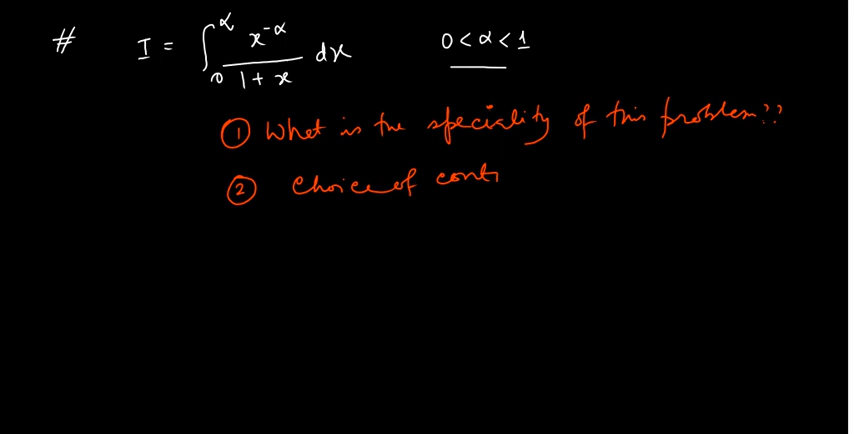 # I = ∫₀^α x^-α / (1 + x) dx 0 < α < 1
① What is the speciality of this problem??
② Choice of cont